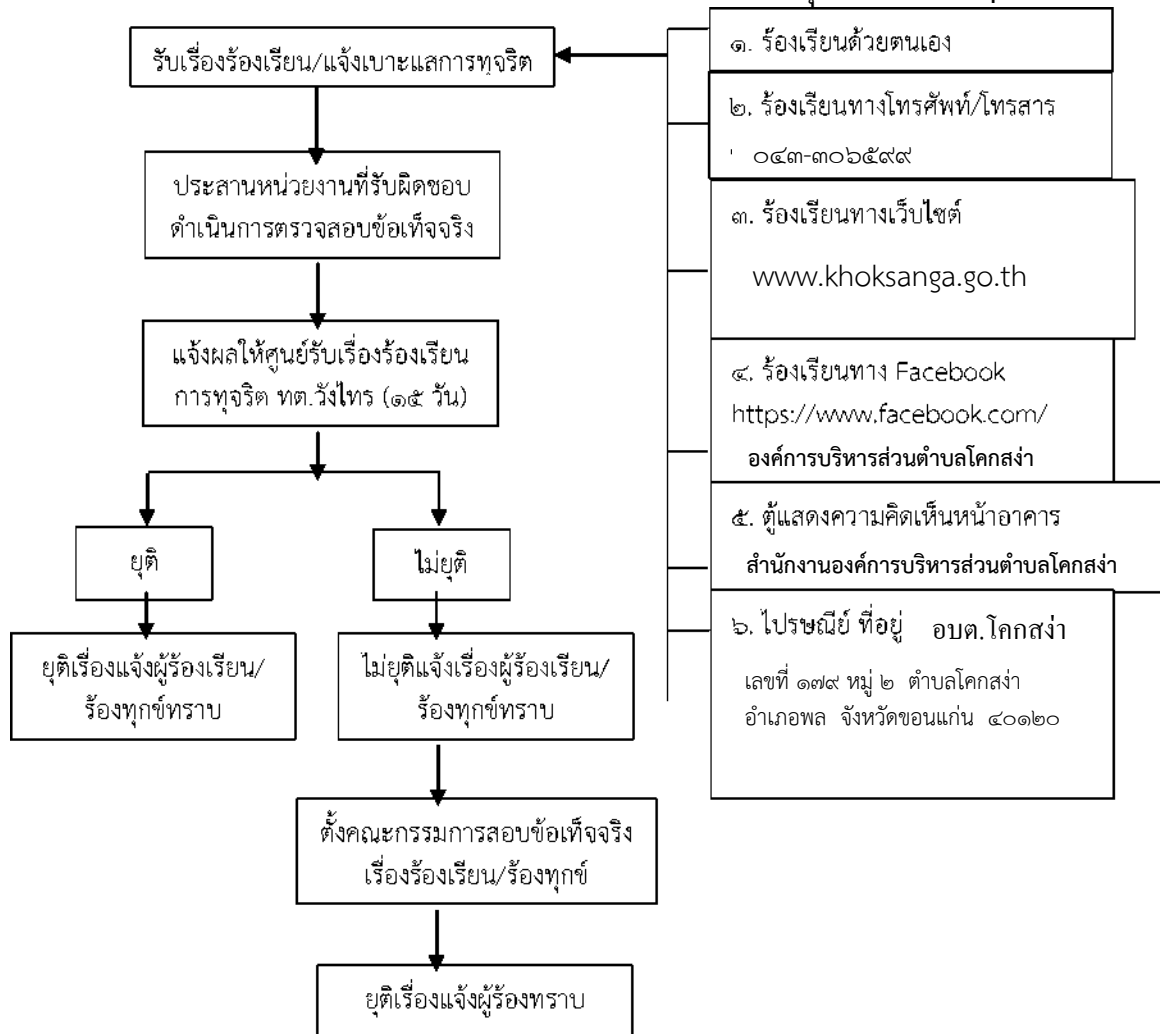 รับเรื่องร้องเรียน/แจ้งเบาะแสการทุจริต
ประสานหน่วยงานที่รับผิดชอบ
ดำเนินการตรวจสอบข้อเท็จจริง
แจ้งผลให้ศูนย์รับเรื่องร้องเรียน
การทุจริต ทต.วังไทร (๑๕ วัน)
ยุติ
ไม่ยุติ
ยุติเรื่องแจ้งผู้ร้องเรียน/
ร้องทุกข์ทราบ
ไม่ยุติแจ้งเรื่องผู้ร้องเรียน/
ร้องทุกข์ทราบ
ตั้งคณะกรรมการสอบข้อเท็จจริง
เรื่องร้องเรียน/ร้องทุกข์
ยุติเรื่องแจ้งผู้ร้องทราบ
๑. ร้องเรียนด้วยตนเอง
๒. ร้องเรียนทางโทรศัพท์/โทรสาร
๐๔๓-๓๐๖๕๙๙
๓. ร้องเรียนทางเว็บไซต์
www.khoksanga.go.th
๔. ร้องเรียนทาง Facebook
https://www.facebook.com/
องค์การบริหารส่วนตำบลโคกสง่า
๕. ตู้แสดงความคิดเห็นหน้าอาคาร
สำนักงานองค์การบริหารส่วนตำบลโคกสง่า
๖. ไปรษณีย์ ที่อยู่ อบต.โคกสง่า
เลขที่ ๑๗๙ หมู่ ๒ ตำบลโคกสง่า
อำเภอพล จังหวัดขอนแก่น ๔๐๑๒๐